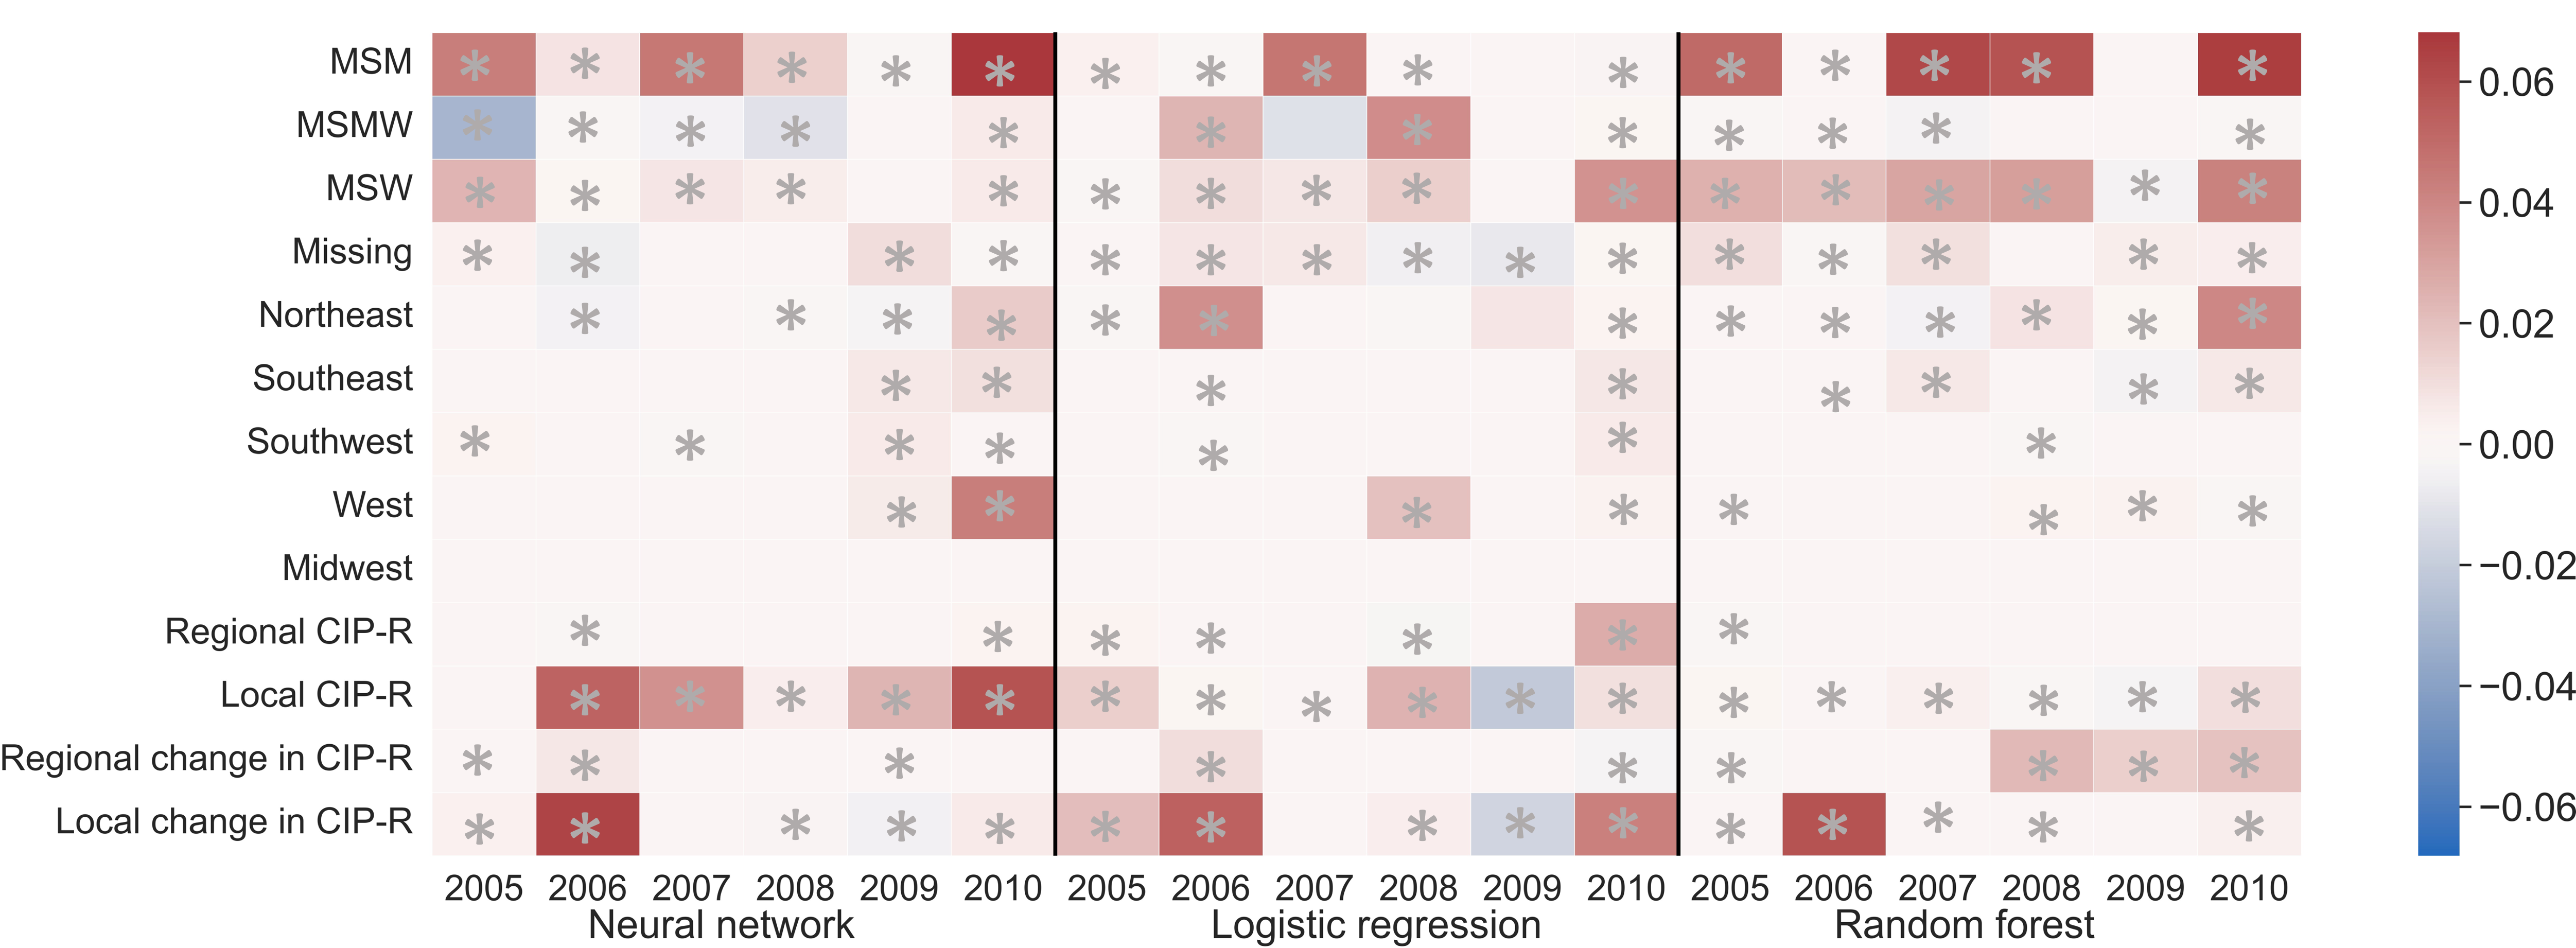 MSM
MSMW
MSW
Missing
Northeast
Southeast
Southwest
West
Midwest
Regional CIP-R
Local CIP-R
Regional change in CIP-R
Local change in CIP-R
2005 2006 2007 2008 2009 2010 2005 2006 2007 2008 2009 2010 2005 2006 2007 2008 2009 2010
Neural network Logistic regression Random forest
0.06
0.04
0.02
0.00
−0.02
−0.04
−0.06